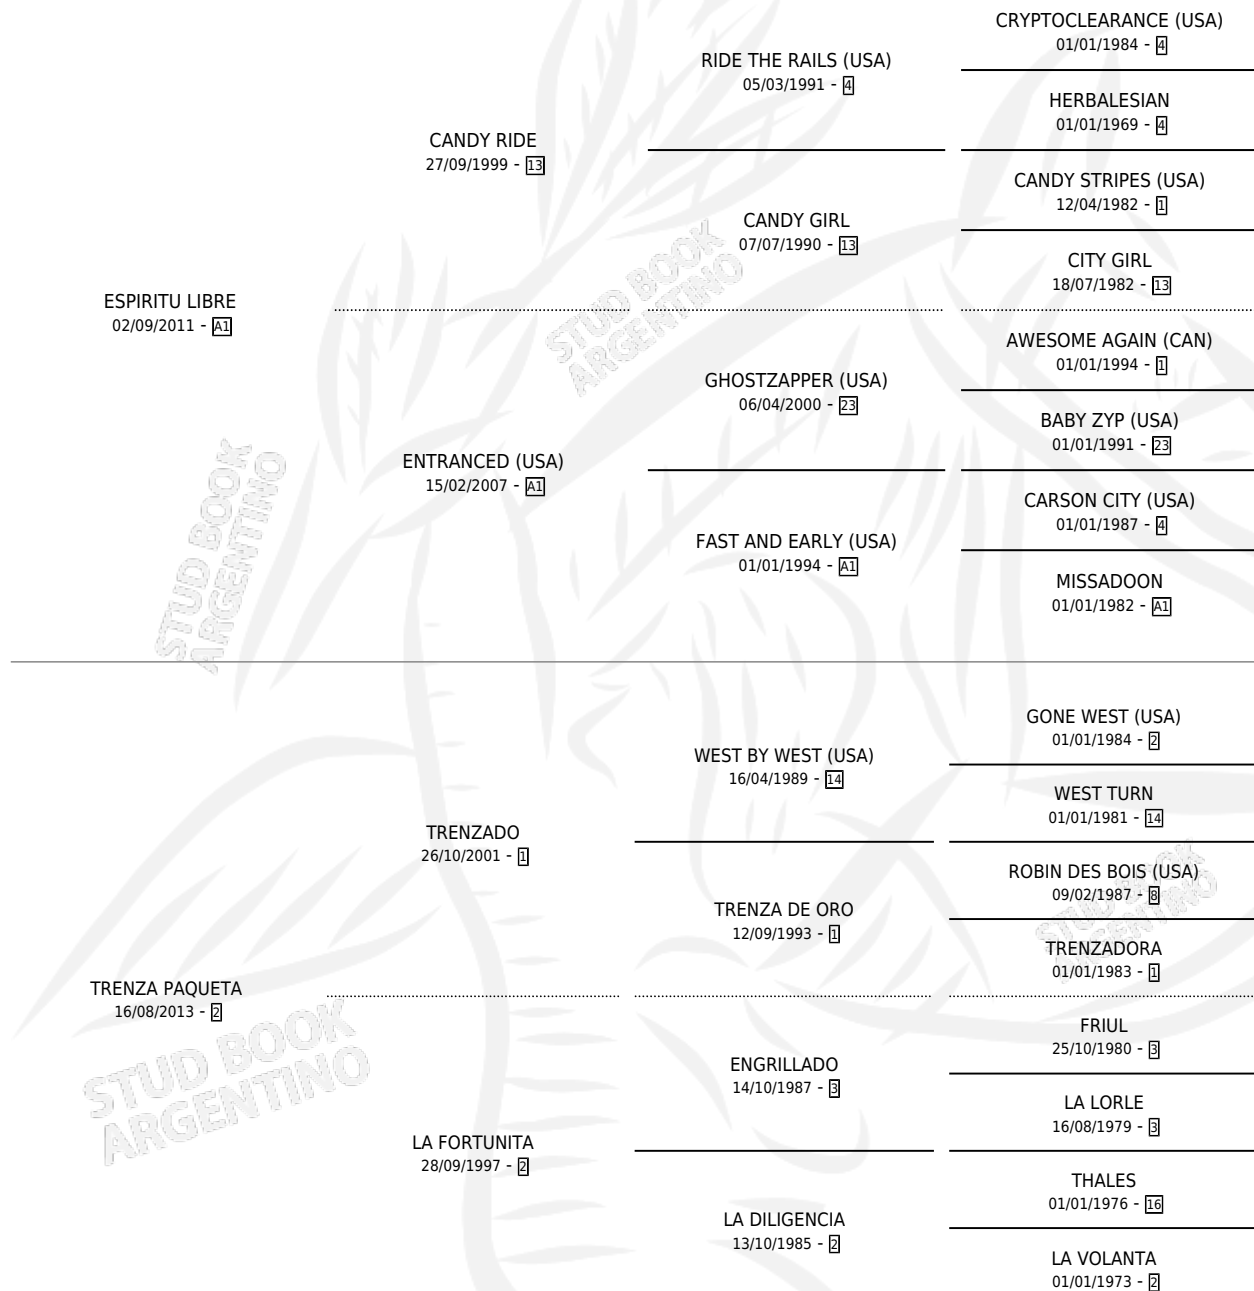 CRYPTOCLEARANCE (USA)
01/01/1984 - 4
RIDE THE RAILS (USA)
05/03/1991 - 4
HERBALESIAN
01/01/1969 - 4
CANDY RIDE
27/09/1999 - 13
CANDY STRIPES (USA)
12/04/1982 - 1
CANDY GIRL
07/07/1990 - 13
CITY GIRL
18/07/1982 - 13
ESPIRITU LIBRE
02/09/2011 - A1
AWESOME AGAIN (CAN)
01/01/1994 - 1
GHOSTZAPPER (USA)
06/04/2000 - 23
BABY ZYP (USA)
01/01/1991 - 23
ENTRANCED (USA)
15/02/2007 - A1
CARSON CITY (USA)
01/01/1987 - 4
FAST AND EARLY (USA)
01/01/1994 - A1
MISSADOON
01/01/1982 - A1
GONE WEST (USA)
01/01/1984 - 2
WEST BY WEST (USA)
16/04/1989 - 14
WEST TURN
01/01/1981 - 14
TRENZADO
26/10/2001 - 1
ROBIN DES BOIS (USA)
09/02/1987 - 8
TRENZA DE ORO
12/09/1993 - 1
TRENZADORA
01/01/1983 - 1
TRENZA PAQUETA
16/08/2013 - 2
FRIUL
25/10/1980 - 3
ENGRILLADO
14/10/1987 - 3
LA LORLE
16/08/1979 - 3
LA FORTUNITA
28/09/1997 - 2
THALES
01/01/1976 - 16
LA DILIGENCIA
13/10/1985 - 2
LA VOLANTA
01/01/1973 - 2
STUD BOOK
ARGENTINO
STUD BOOK
ARGENTINO
STUD BOOK
ARGENTINO
STUD BOOK
ARGENTINO